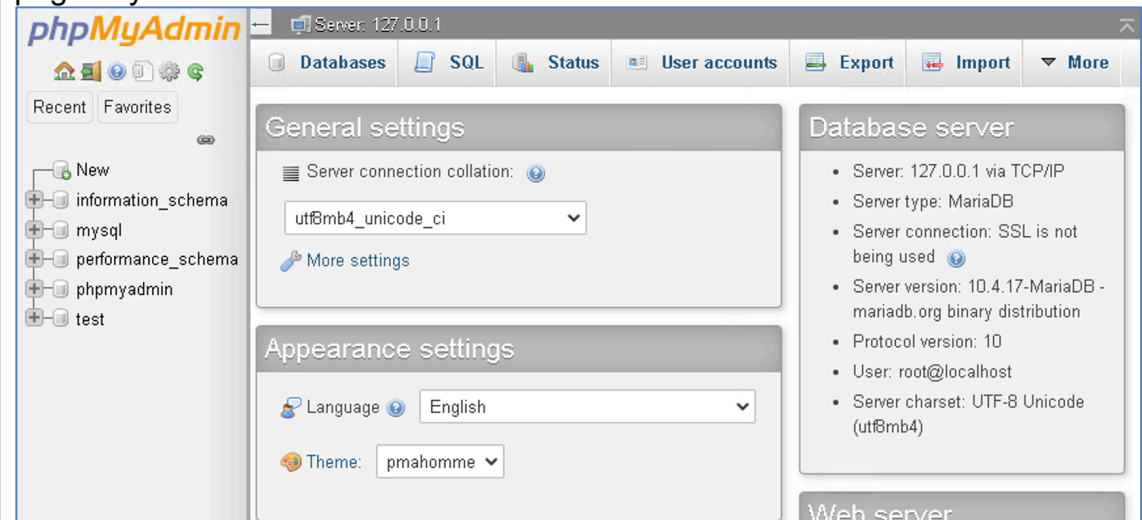 phpMyAdmin
Recent Favorites
New
information_schema
mysql
performance_schema
phpmyadmin
test
Server: 127.0.0.1
Databases SQL Status User accounts Export Import More
General settings
Server connection collation:
utf8mb4_unicode_ci
More settings
Appearance settings
Language English
Theme: pmahomme
Database server
Server: 127.0.0.1 via TCP/IP
Server type: MariaDB
Server connection: SSL is not
being used
Server version: 10.4.17-MariaDB -
mariadb.org binary distribution
Protocol version: 10
User: root@localhost
Server charset: UTF-8 Unicode
(utf8mb4)
Web server